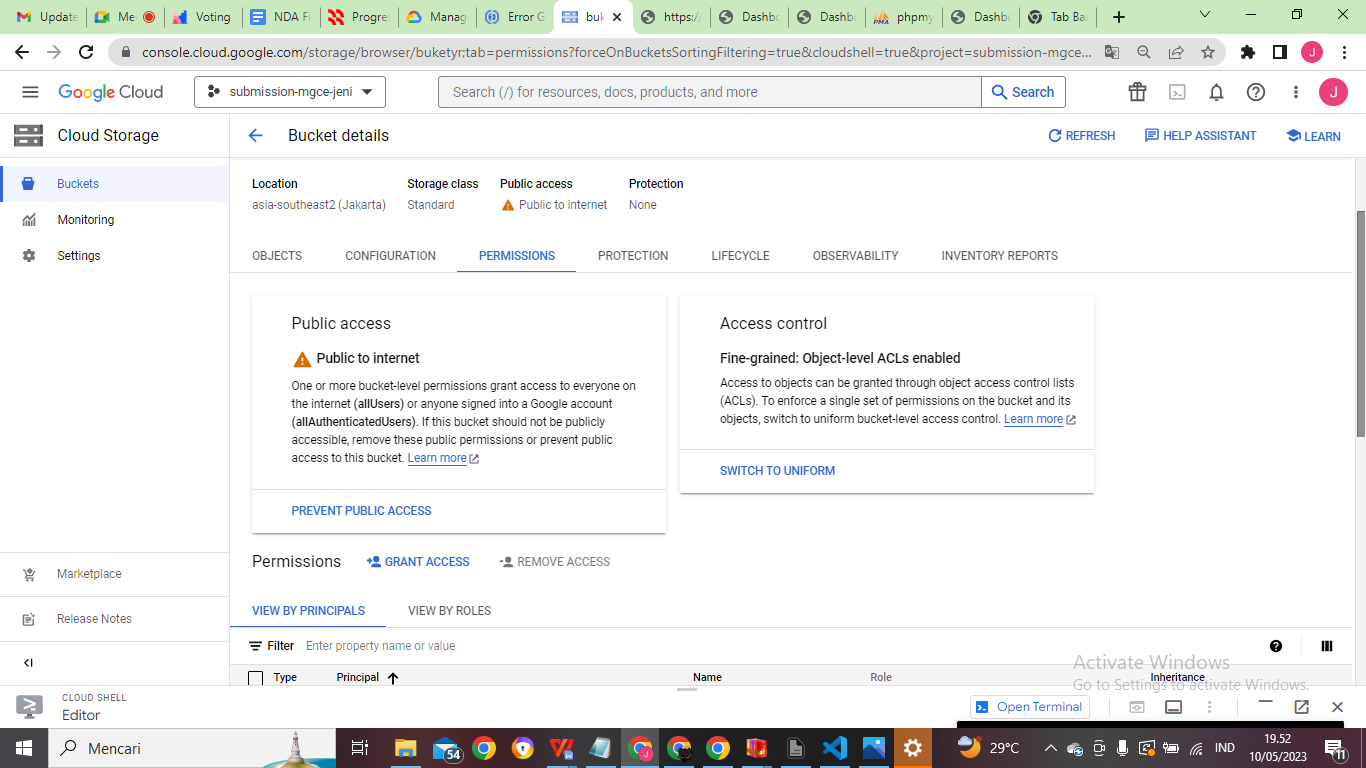 Update
Me
Voting
NDA Fi
Progre
Manag
Error G
buk
https:/
Dashbo
Dashbo
phpmy
Dashbo
Tab Ba
console.cloud.google.com/storage/browser/buketyr;tab=permissions?forceOnBucketsSortingFiltering=true&cloudshell=true&project=submission-mgce...
J
Google Cloud
submission-mgce-jeni
Search (/) for resources, docs, products, and more
Search
J
Cloud Storage
Bucket details
REFRESH
HELP ASSISTANT
LEARN
Buckets
Monitoring
Settings
Location
Storage class
Public access
Protection
asia-southeast2 (Jakarta)
Standard
Public to internet
None
OBJECTS
CONFIGURATION
PERMISSIONS
PROTECTION
LIFECYCLE
OBSERVABILITY
INVENTORY REPORTS
Public access
Public to internet
One or more bucket-level permissions grant access to everyone on
the internet (allUsers) or anyone signed into a Google account
(allAuthenticatedUsers). If this bucket should not be publicly
accessible, remove these public permissions or prevent public
access to this bucket. Learn more
PREVENT PUBLIC ACCESS
Access control
Fine-grained: Object-level ACLs enabled
Access to objects can be granted through object access control lists
(ACLs). To enforce a single set of permissions on the bucket and its
objects, switch to uniform bucket-level access control. Learn more
SWITCH TO UNIFORM
Permissions
GRANT ACCESS
REMOVE ACCESS
VIEW BY PRINCIPALS
VIEW BY ROLES
Filter
Enter property name or value
Type
Principal
Name
Role
Inheritance
Marketplace
Release Notes
Activate Windows
Go to Settings to activate Windows.
CLOUD SHELL
Editor
Open Terminal
Mencari
54
29°C
IND
19.52
10/05/2023
11